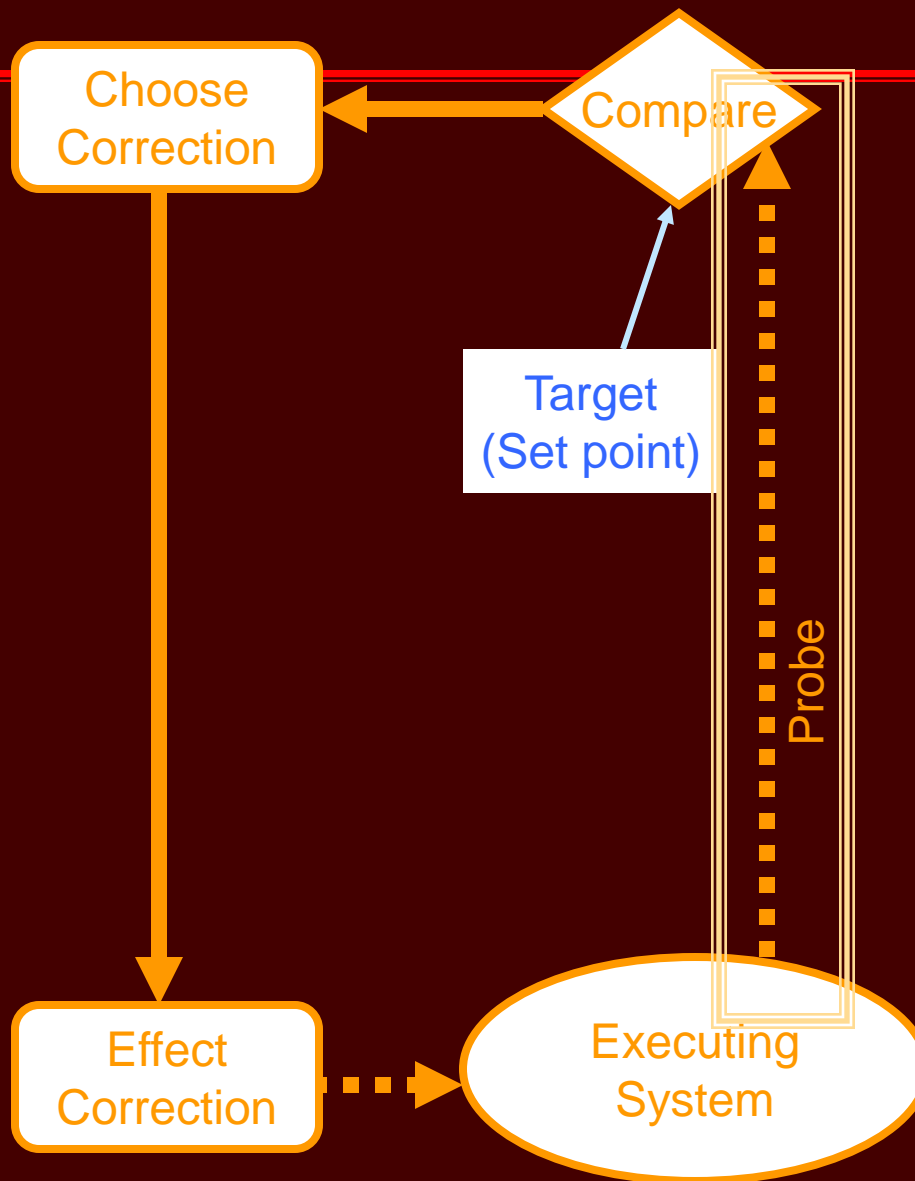 Choose
Correction
Compare
Target
(Set point)
Probe
Effect
Correction
Executing
System